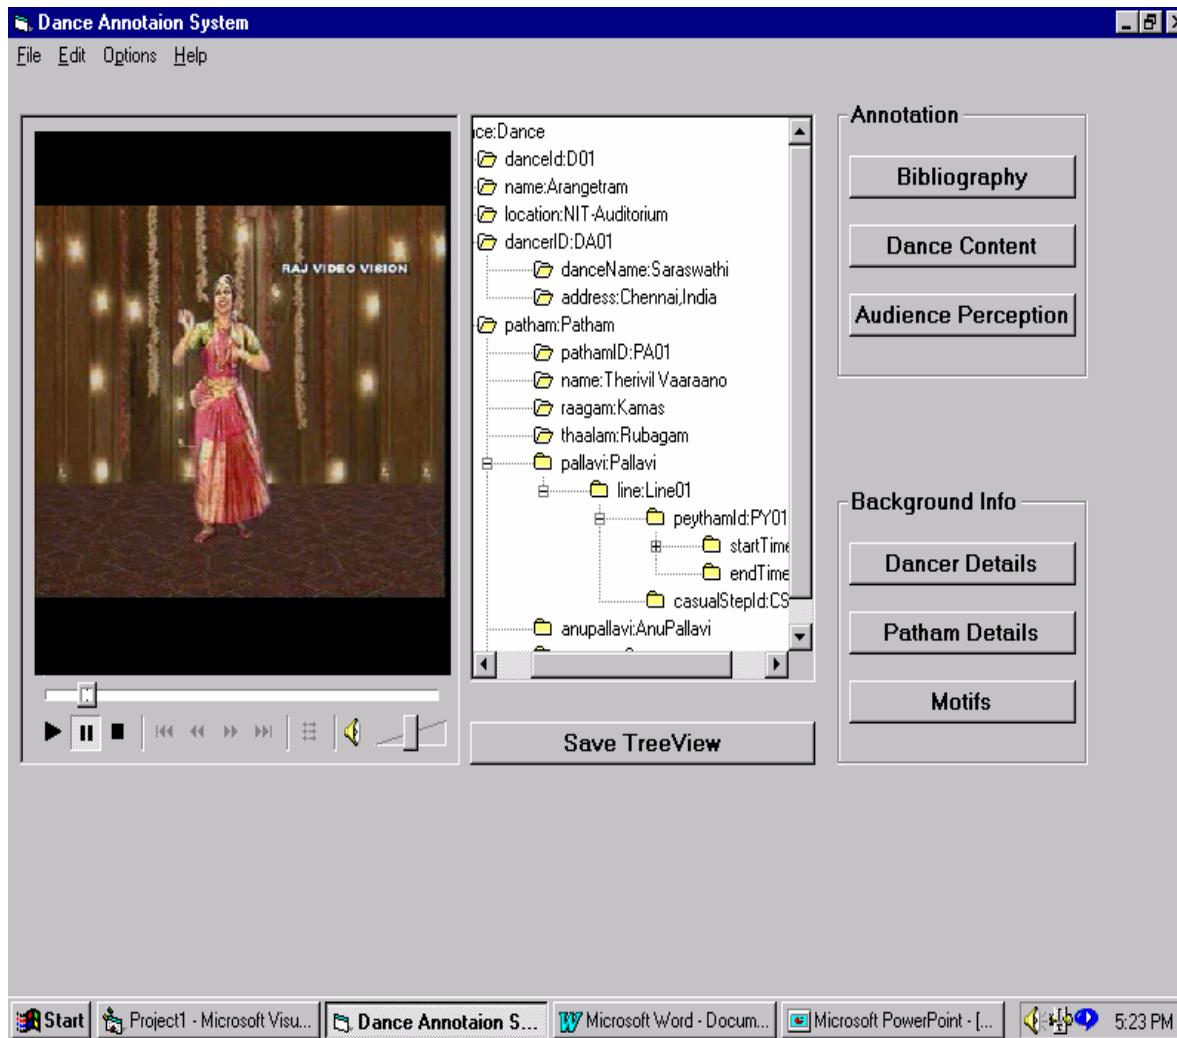 Dance Annotaion System
File Edit Options Help
RAJ VIDEO VISION
ce:Dance
danceId:D01
name:Arangetram
location:NIT-Auditorium
dancerID:DA01
danceName:Saraswathi
address:Chennai,India
patham:Patham
pathamID:PA01
name:Therivil Vaaraano
raagam:Kamas
thaalam:Rubagam
pallavi:Pallavi
line:Line01
peythamId:PY01
startTime
endTime
casualStepId:CS
anupallavi:AnuPallavi
Save TreeView
Annotation
Bibliography
Dance Content
Audience Perception
Background Info
Dancer Details
Patham Details
Motifs
Start Project1 - Microsoft Visu... Dance Annotaion S... Microsoft Word - Docum... Microsoft PowerPoint - [... 5:23 PM